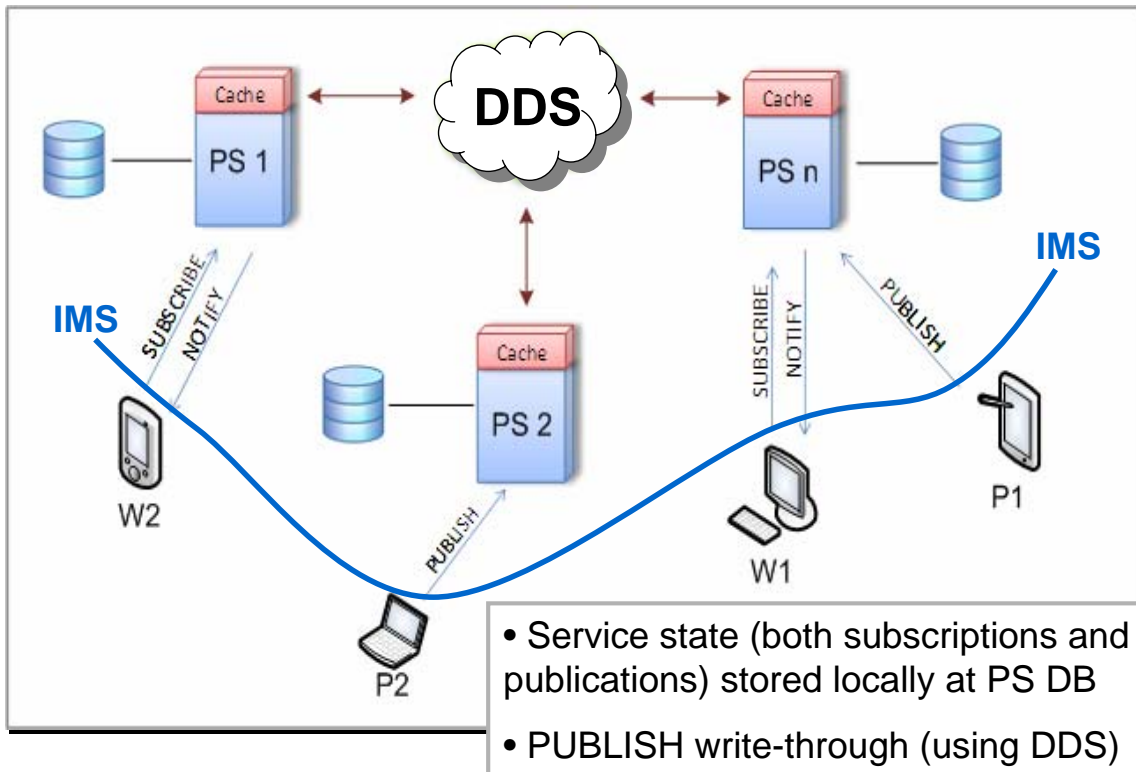 Cache
PS 1
DDS
Cache
PS n
SUBSCRIBE
NOTIFY
IMS
Cache
PS 2
SUBSCRIBE
NOTIFY
PUBLISH
IMS
W2
PUBLISH
P2
W1
P1
• Service state (both subscriptions and
publications) stored locally at PS DB
• PUBLISH write-through (using DDS)